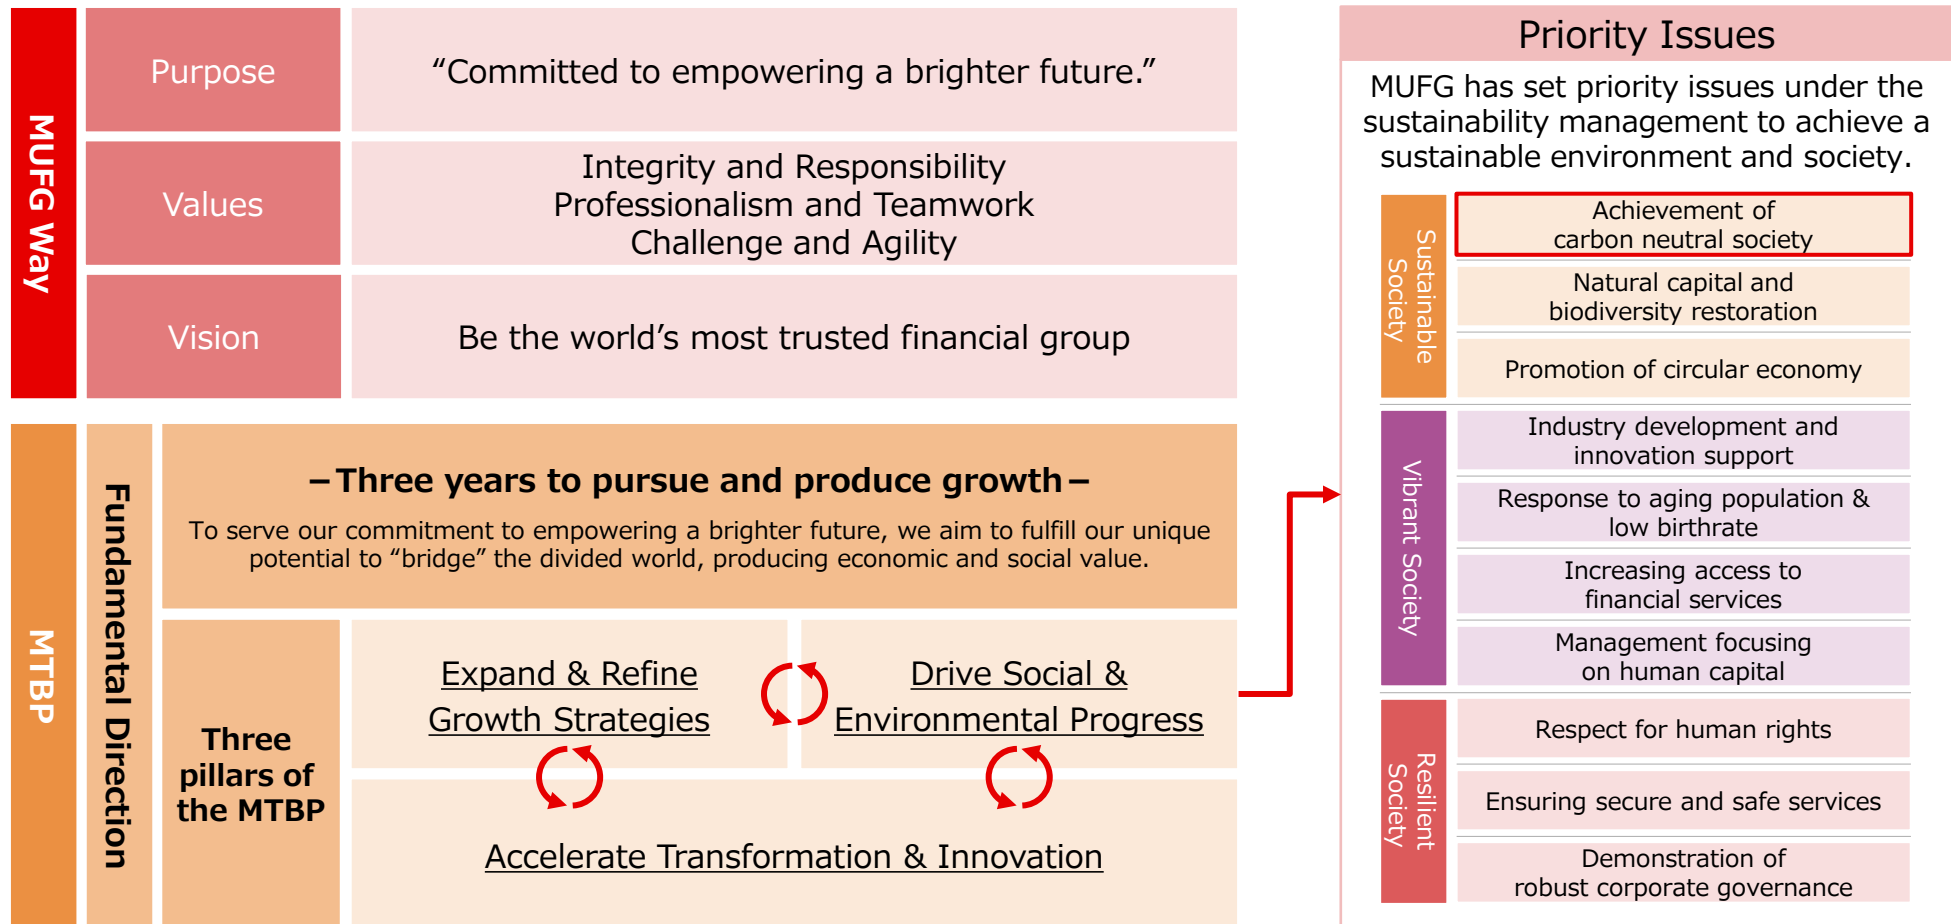 MUFG Way
Purpose
“Committed to empowering a brighter future.”
Values
Integrity and Responsibility
Professionalism and Teamwork
Challenge and Agility
Vision
Be the world’s most trusted financial group
MTBP
Fundamental Direction
–Three years to pursue and produce growth–
To serve our commitment to empowering a brighter future, we aim to fulfill our unique
potential to “bridge” the divided world, producing economic and social value.
Three
pillars of
the MTBP
Expand & Refine
Growth Strategies
Drive Social &
Environmental Progress
Accelerate Transformation & Innovation
Priority Issues
MUFG has set priority issues under the
sustainability management to achieve a
sustainable environment and society.
Sustainable
Society
Achievement of
carbon neutral society
Natural capital and
biodiversity restoration
Promotion of circular economy
Vibrant Society
Industry development and
innovation support
Response to aging population &
low birthrate
Increasing access to
financial services
Management focusing
on human capital
Resilient
Society
Respect for human rights
Ensuring secure and safe services
Demonstration of
robust corporate governance